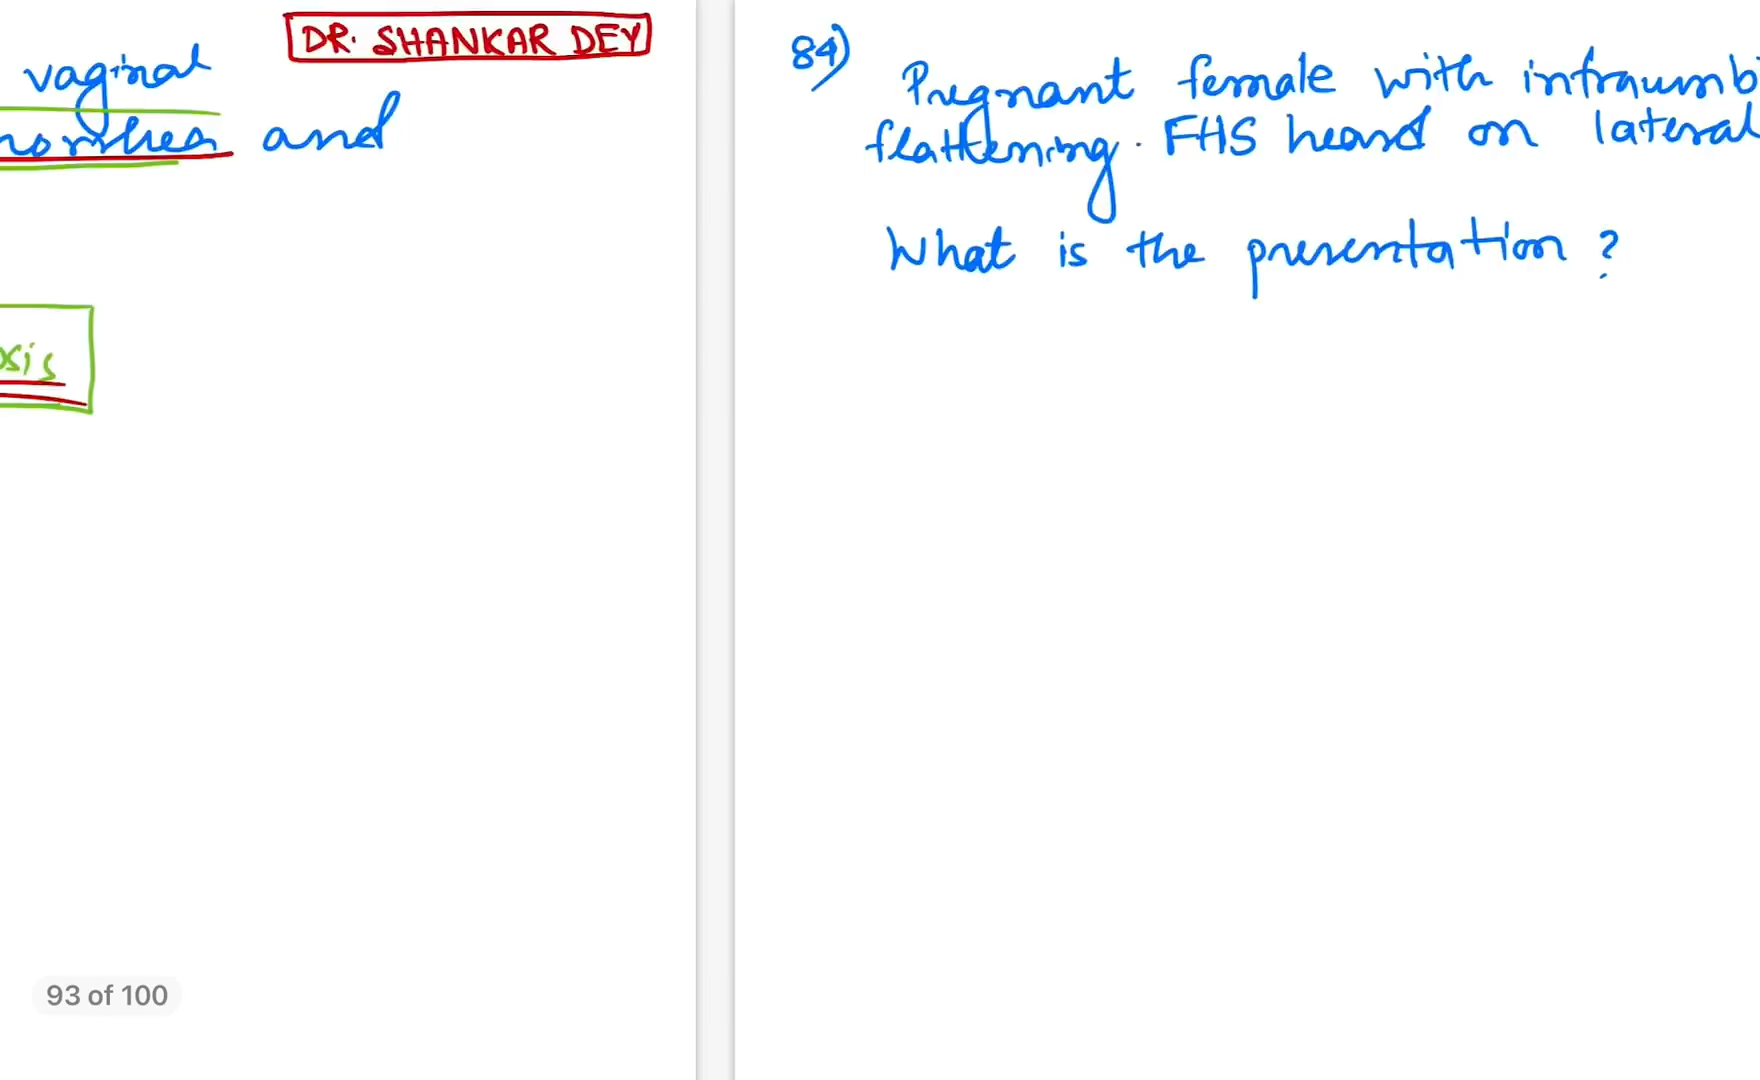 DR. SHANKAR DEY
vaginal
and
osis
93 of 100
84)
Pregnant female with infraumbi
flattening. FHS heard on lateral
What is the presentation?